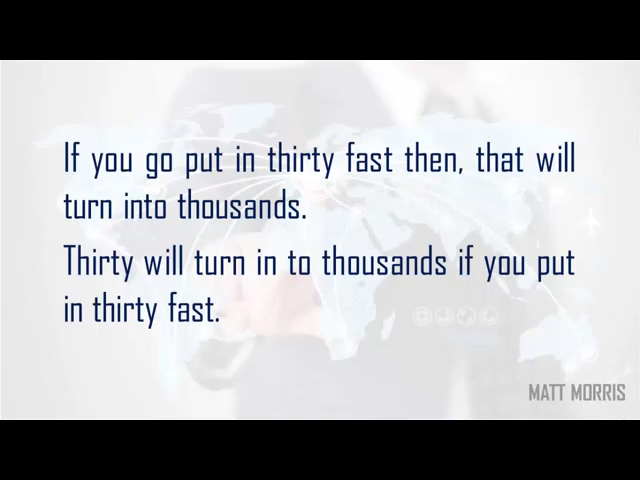 If you go put in thirty fast then, that will
turn into thousands.
Thirty will turn in to thousands if you put
in thirty fast.
MATT MORRIS